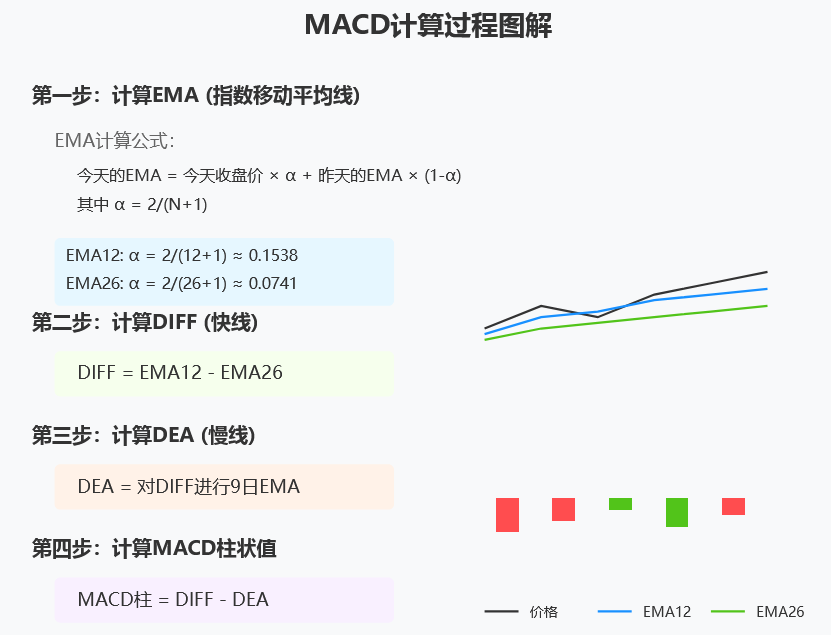 MACD计算过程图解
第一步：计算EMA (指数移动平均线)
EMA计算公式：
今天的EMA = 今天收盘价 × α + 昨天的EMA × (1-α)
其中 α = 2/(N+1)
EMA12: α = 2/(12+1) ≈ 0.1538
EMA26: α = 2/(26+1) ≈ 0.0741
第二步：计算DIFF (快线)
DIFF = EMA12 - EMA26
第三步：计算DEA (慢线)
DEA = 对DIFF进行9日EMA
第四步：计算MACD柱状值
MACD柱 = DIFF - DEA
价格 EMA12 EMA26